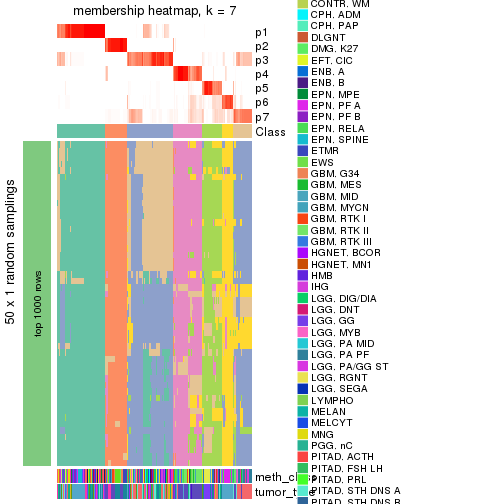 membership heatmap, k = 7
p1
p2
p3
p4
p5
p6
p7
Class
50 x 1 random samplings
top 1000 rows
meth_cl
tumor_t
CONTR. WM
CPH. ADM
CPH. PAP
DLGNT
DMG. K27
EFT. CIC
ENB. A
ENB. B
EPN. MPE
EPN. PF A
EPN. PF B
EPN. RELA
EPN. SPINE
ETMR
EWS
GBM. G34
GBM. MES
GBM. MID
GBM. MYCN
GBM. RTK I
GBM. RTK II
GBM. RTK III
HGNET. BCOR
HGNET. MN1
HMB
IHG
LGG. DIG/DIA
LGG. DNT
LGG. GG
LGG. MYB
LGG. PA MID
LGG. PA PF
LGG. PA/GG ST
LGG. RGNT
LGG. SEGA
LYMPHO
MELAN
MELCYT
MNG
PGG. nC
PITAD. ACTH
PITAD. FSH LH
PITAD. PRL
PITAD. STH DNS A
PITAD. STH DNS B